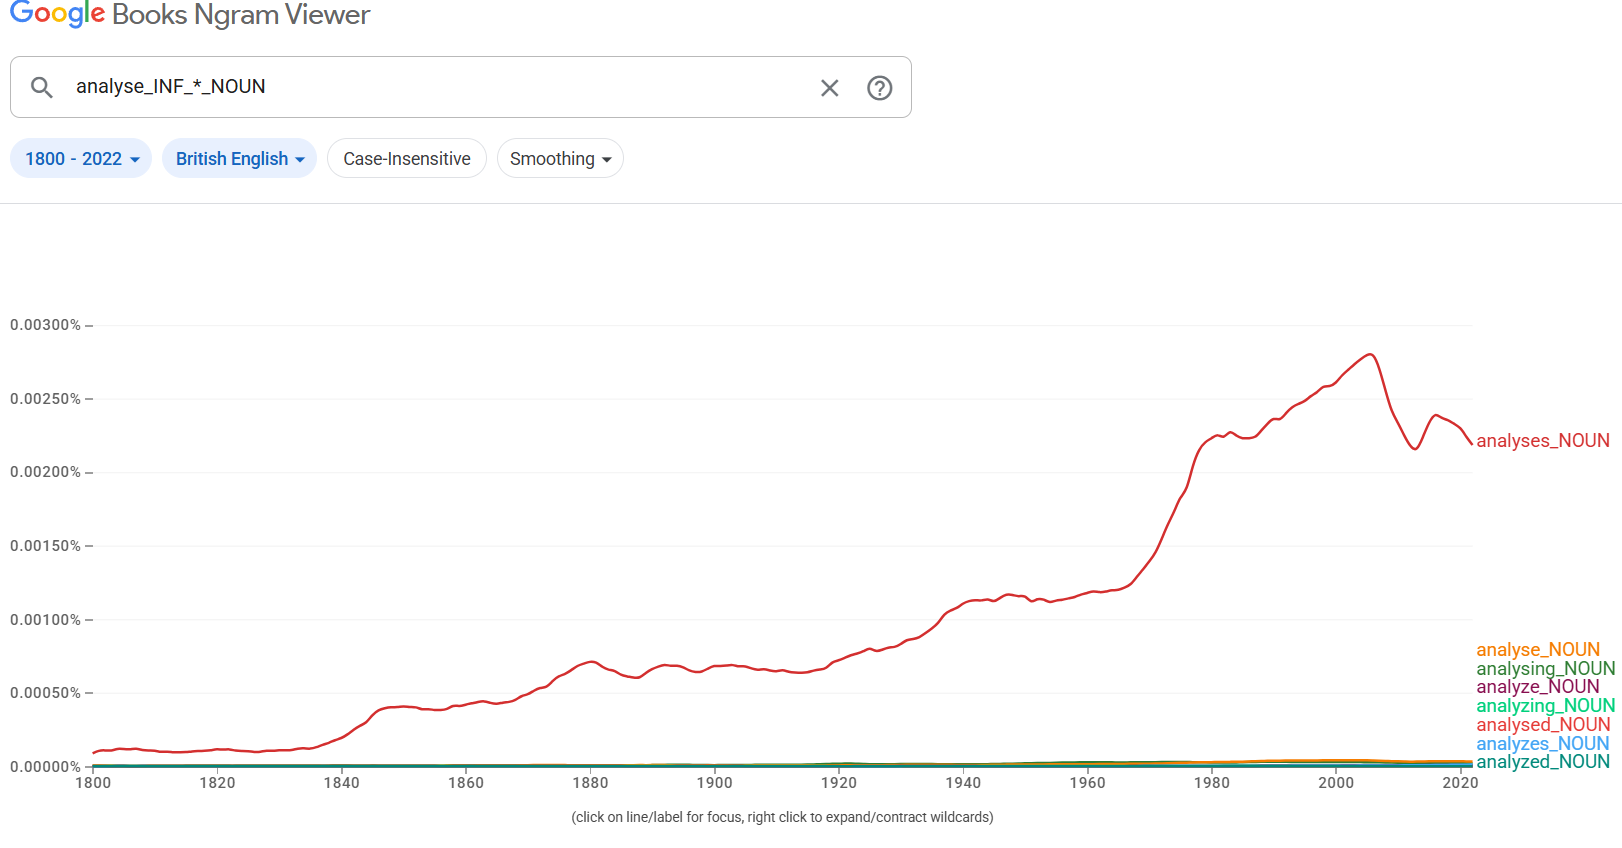 Google Books Ngram Viewer
analyse_INF_*_NOUN
1800 - 2022 British English Case-Insensitive Smoothing
0.00300%
0.00250%
0.00200%
0.00150%
0.00100%
0.00050%
0.00000%
analyses_NOUN
analyse_NOUN
analysing_NOUN
analyze_NOUN
analyzing_NOUN
analysed_NOUN
analyzes_NOUN
analyzed_NOUN
1800 1820 1840 1860 1880 1900 1920 1940 1960 1980 2000 2020
(click on line/label for focus, right click to expand/contract wildcards)